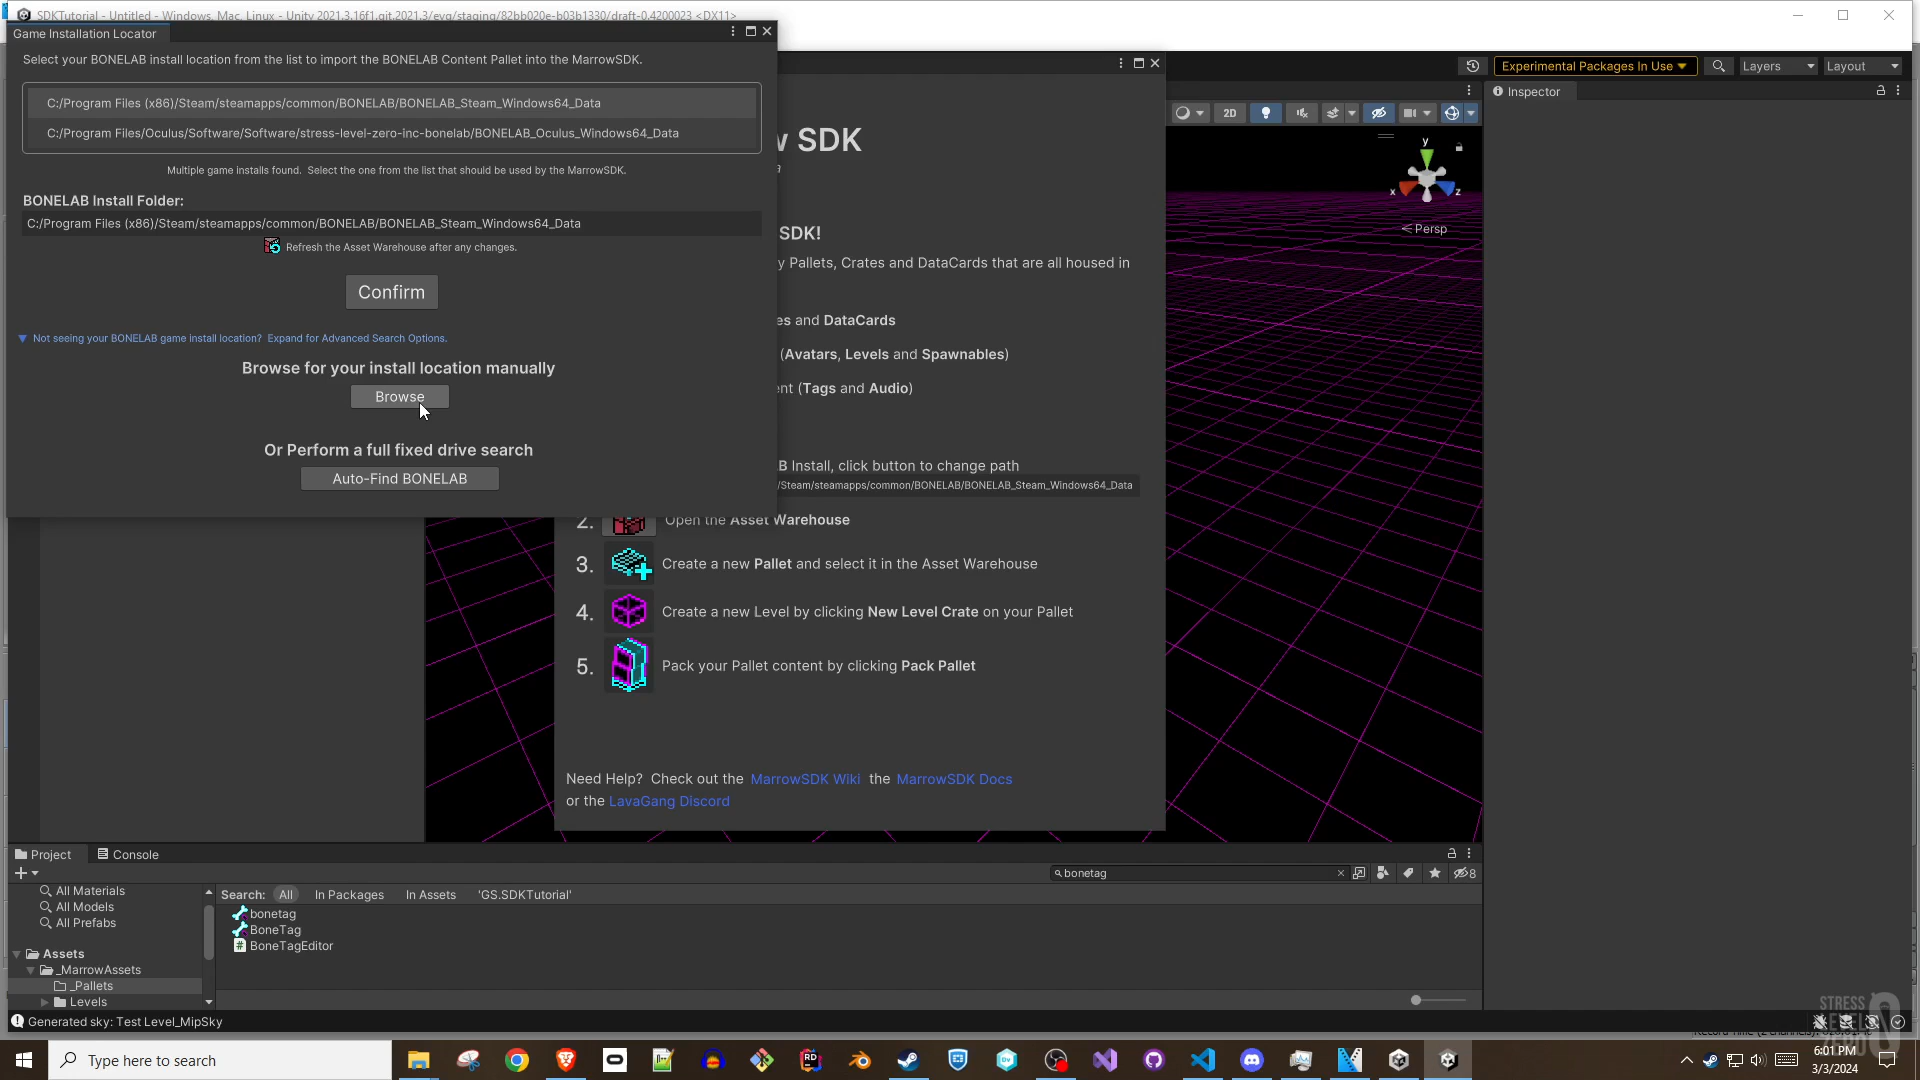 SDKTutorial - Untitled - Windows, Mac, Linux - Unity 2021.3.16f1.git.2021.3/evg/staging/82bb020e-b03b1330/draft-0.4200023 <DX11>
Game Installation Locator
Select your BONELAB install location from the list to import the BONELAB Content Pallet into the MarrowSDK.
C:/Program Files (x86)/Steam/steamapps/common/BONELAB/BONELAB_Steam_Windows64_Data
C:/Program Files/Oculus/Software/Software/stress-level-zero-inc-bonelab/BONELAB_Oculus_Windows64_Data
Multiple game installs found. Select the one from the list that should be used by the MarrowSDK.
BONELAB Install Folder:
C:/Program Files (x86)/Steam/steamapps/common/BONELAB/BONELAB_Steam_Windows64_Data
Refresh the Asset Warehouse after any changes.
Confirm
Not seeing your BONELAB game install location? Expand for Advanced Search Options.
Browse for your install location manually
Browse
Or Perform a full fixed drive search
Auto-Find BONELAB
w SDK
a
SDK!
y Pallets, Crates and DataCards that are all housed in
es and DataCards
(Avatars, Levels and Spawnables)
nt (Tags and Audio)
B Install, click button to change path
/Steam/steamapps/common/BONELAB/BONELAB_Steam_Windows64_Data
2. Open the Asset Warehouse
3. Create a new Pallet and select it in the Asset Warehouse
4. Create a new Level by clicking New Level Crate on your Pallet
5. Pack your Pallet content by clicking Pack Pallet
Need Help? Check out the MarrowSDK Wiki the MarrowSDK Docs
or the LavaGang Discord
Experimental Packages In Use
Layers
Layout
2D
Inspector
y
x
z
Persp
Project
Console
bonetag
8
All Materials
All Models
All Prefabs
Assets
_MarrowAssets
_Pallets
Levels
Search: All In Packages In Assets 'GS.SDKTutorial'
bonetag
BoneTag
BoneTagEditor
Generated sky: Test Level_MipSky
STRESS
LEVEL
ZERO
Type here to search
6:01 PM
3/3/2024